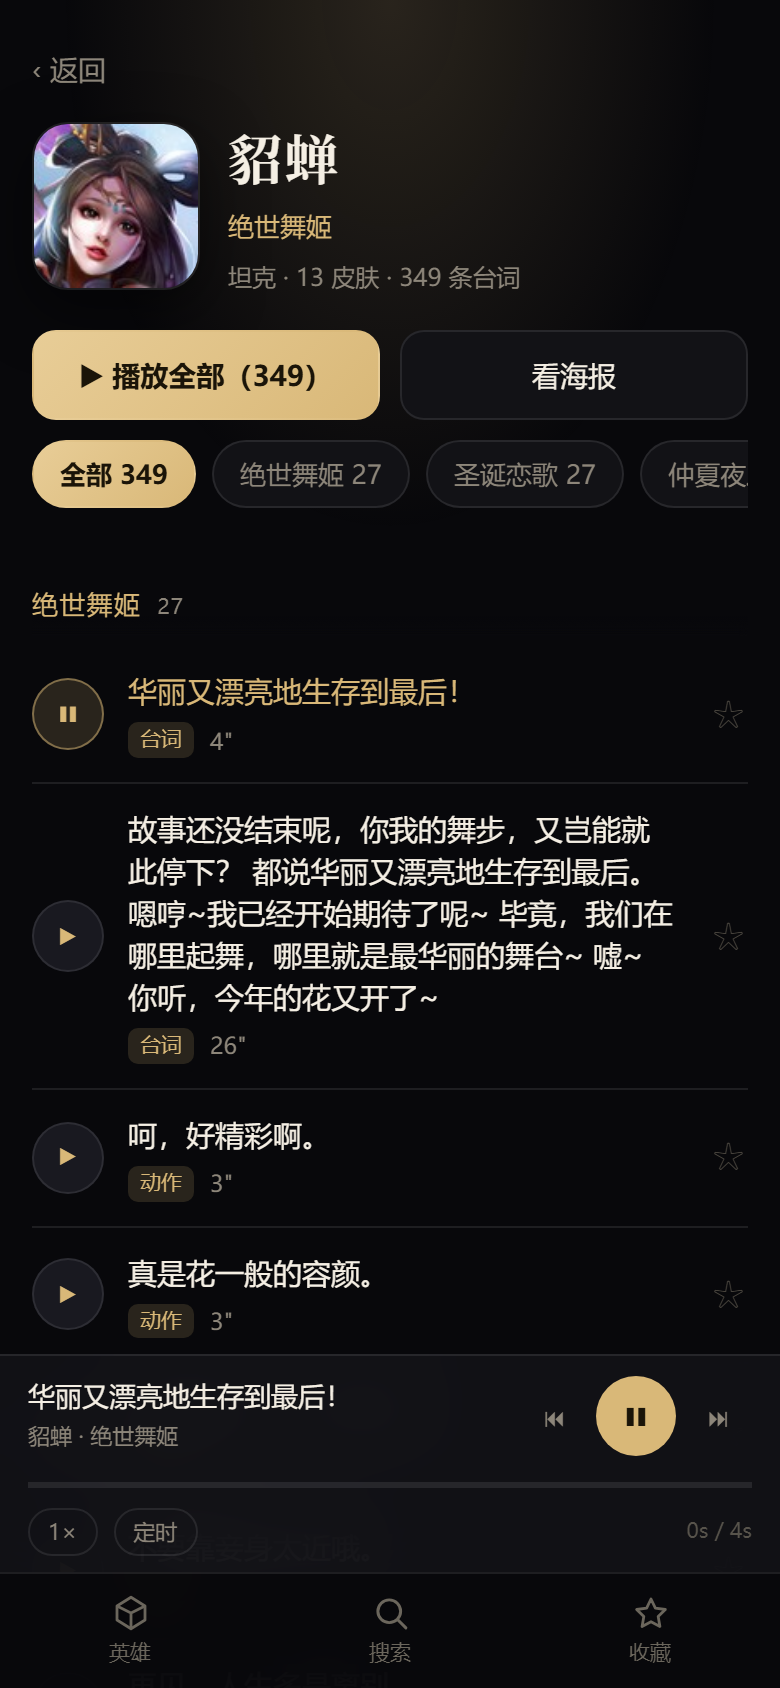 ‹ 返回
貂蝉
绝世舞姬
坦克 · 13 皮肤 · 349 条台词
▶ 播放全部（349）
看海报
全部 349
绝世舞姬 27
圣诞恋歌 27
仲夏夜
绝世舞姬 27
华丽又漂亮地生存到最后！
台词 4"
故事还没结束呢，你我的舞步，又岂能就
此停下？ 都说华丽又漂亮地生存到最后。
嗯哼~我已经开始期待了呢~ 毕竟，我们在
哪里起舞，哪里就是最华丽的舞台~ 嘘~
你听，今年的花又开了~
台词 26"
呵，好精彩啊。
动作 3"
真是花一般的容颜。
动作 3"
华丽又漂亮地生存到最后！
貂蝉 · 绝世舞姬
1×
定时
0s / 4s
英雄
搜索
收藏